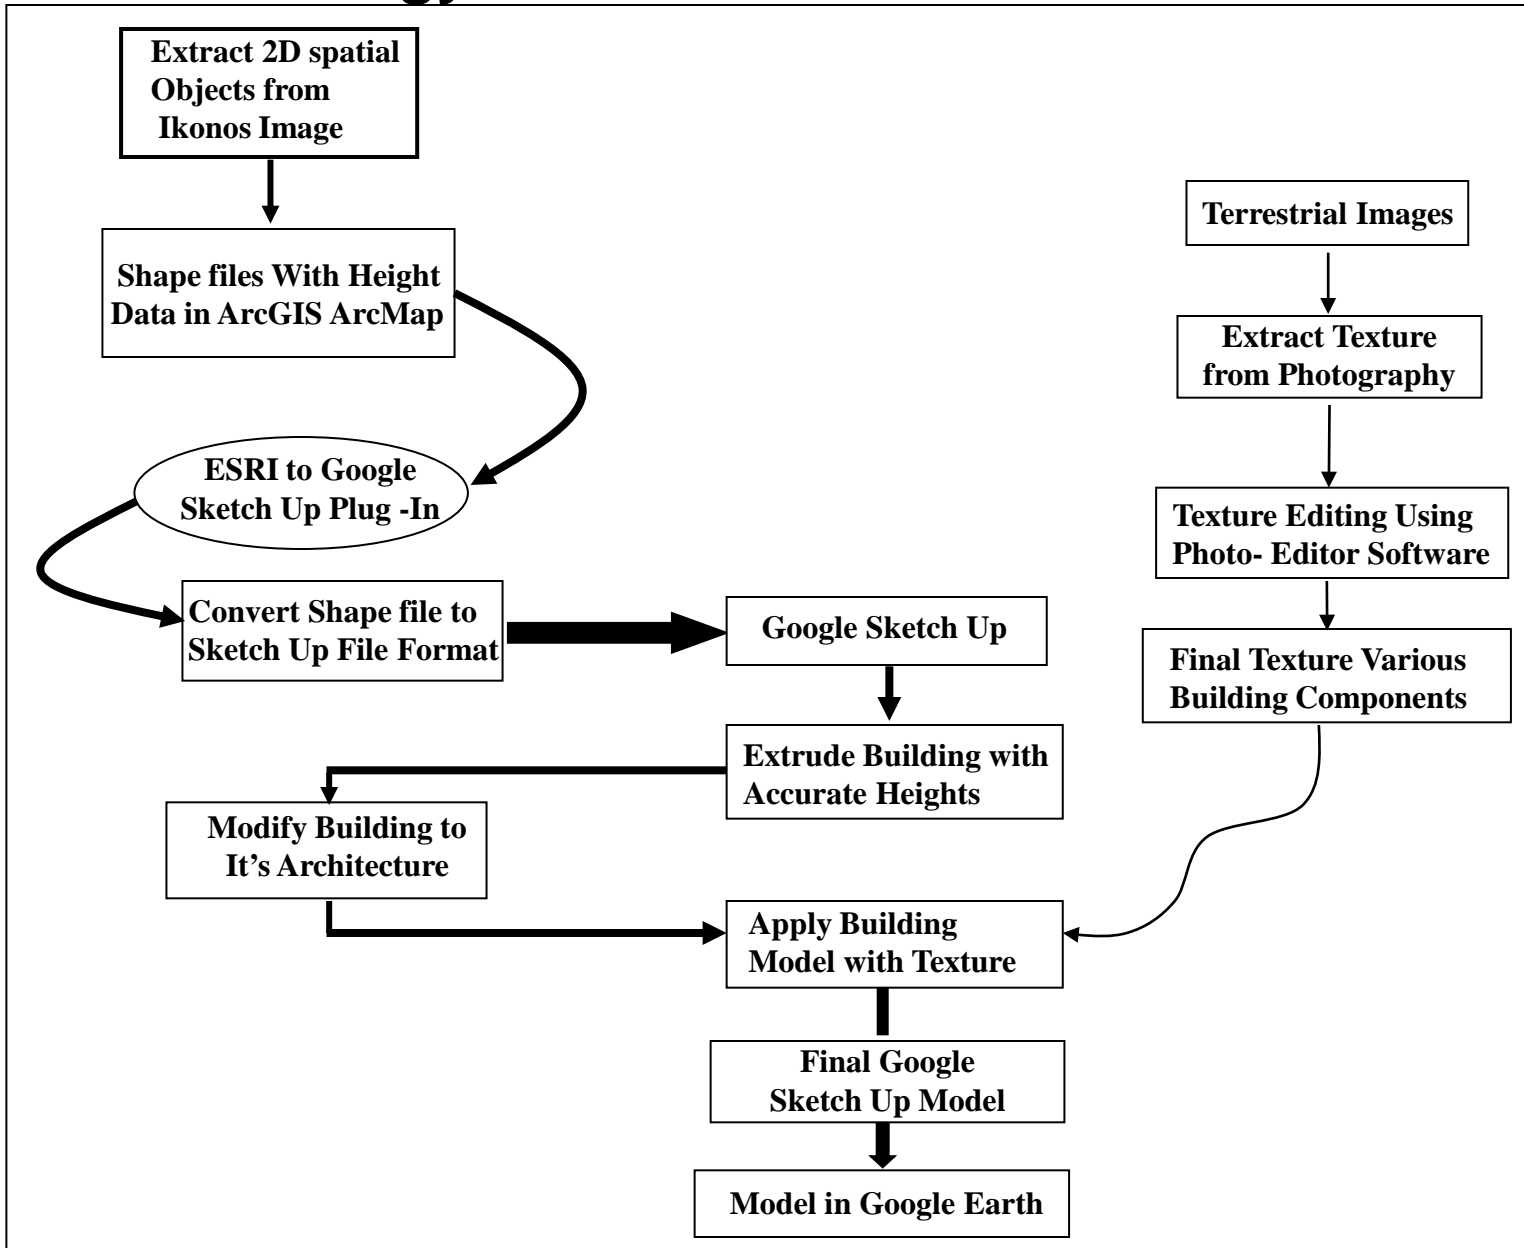 Extract 2D spatial
Objects from
Ikonos Image
Shape files With Height
Data in ArcGIS ArcMap
ESRI to Google
Sketch Up Plug -In
Convert Shape file to
Sketch Up File Format
Google Sketch Up
Extrude Building with
Accurate Heights
Modify Building to
It’s Architecture
Terrestrial Images
Extract Texture
from Photography
Texture Editing Using
Photo- Editor Software
Final Texture Various
Building Components
Apply Building
Model with Texture
Final Google
Sketch Up Model
Model in Google Earth